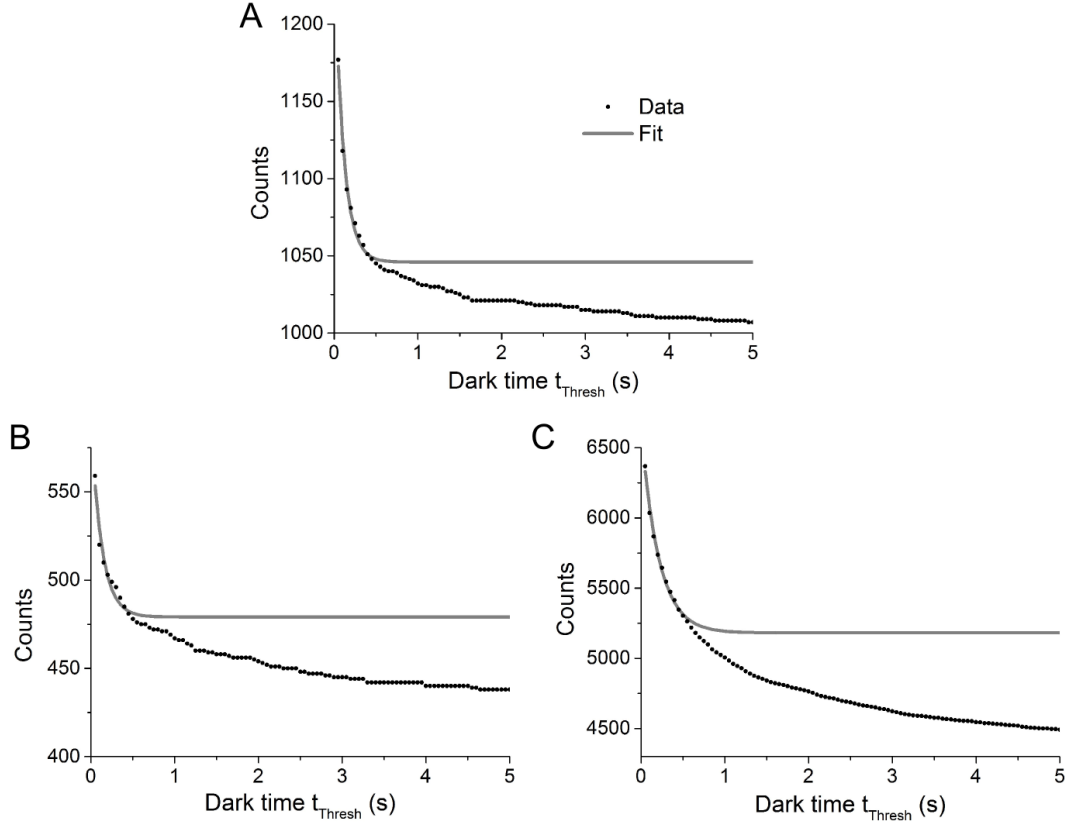 A
1200
1150
1100
1050
1000
Counts
Data
Fit
0 1 2 3 4 5
Dark time tThresh (s)
B
550
500
450
400
Counts
0 1 2 3 4 5
Dark time tThresh (s)
C
6500
6000
5500
5000
4500
Counts
0 1 2 3 4 5
Dark time tThresh (s)